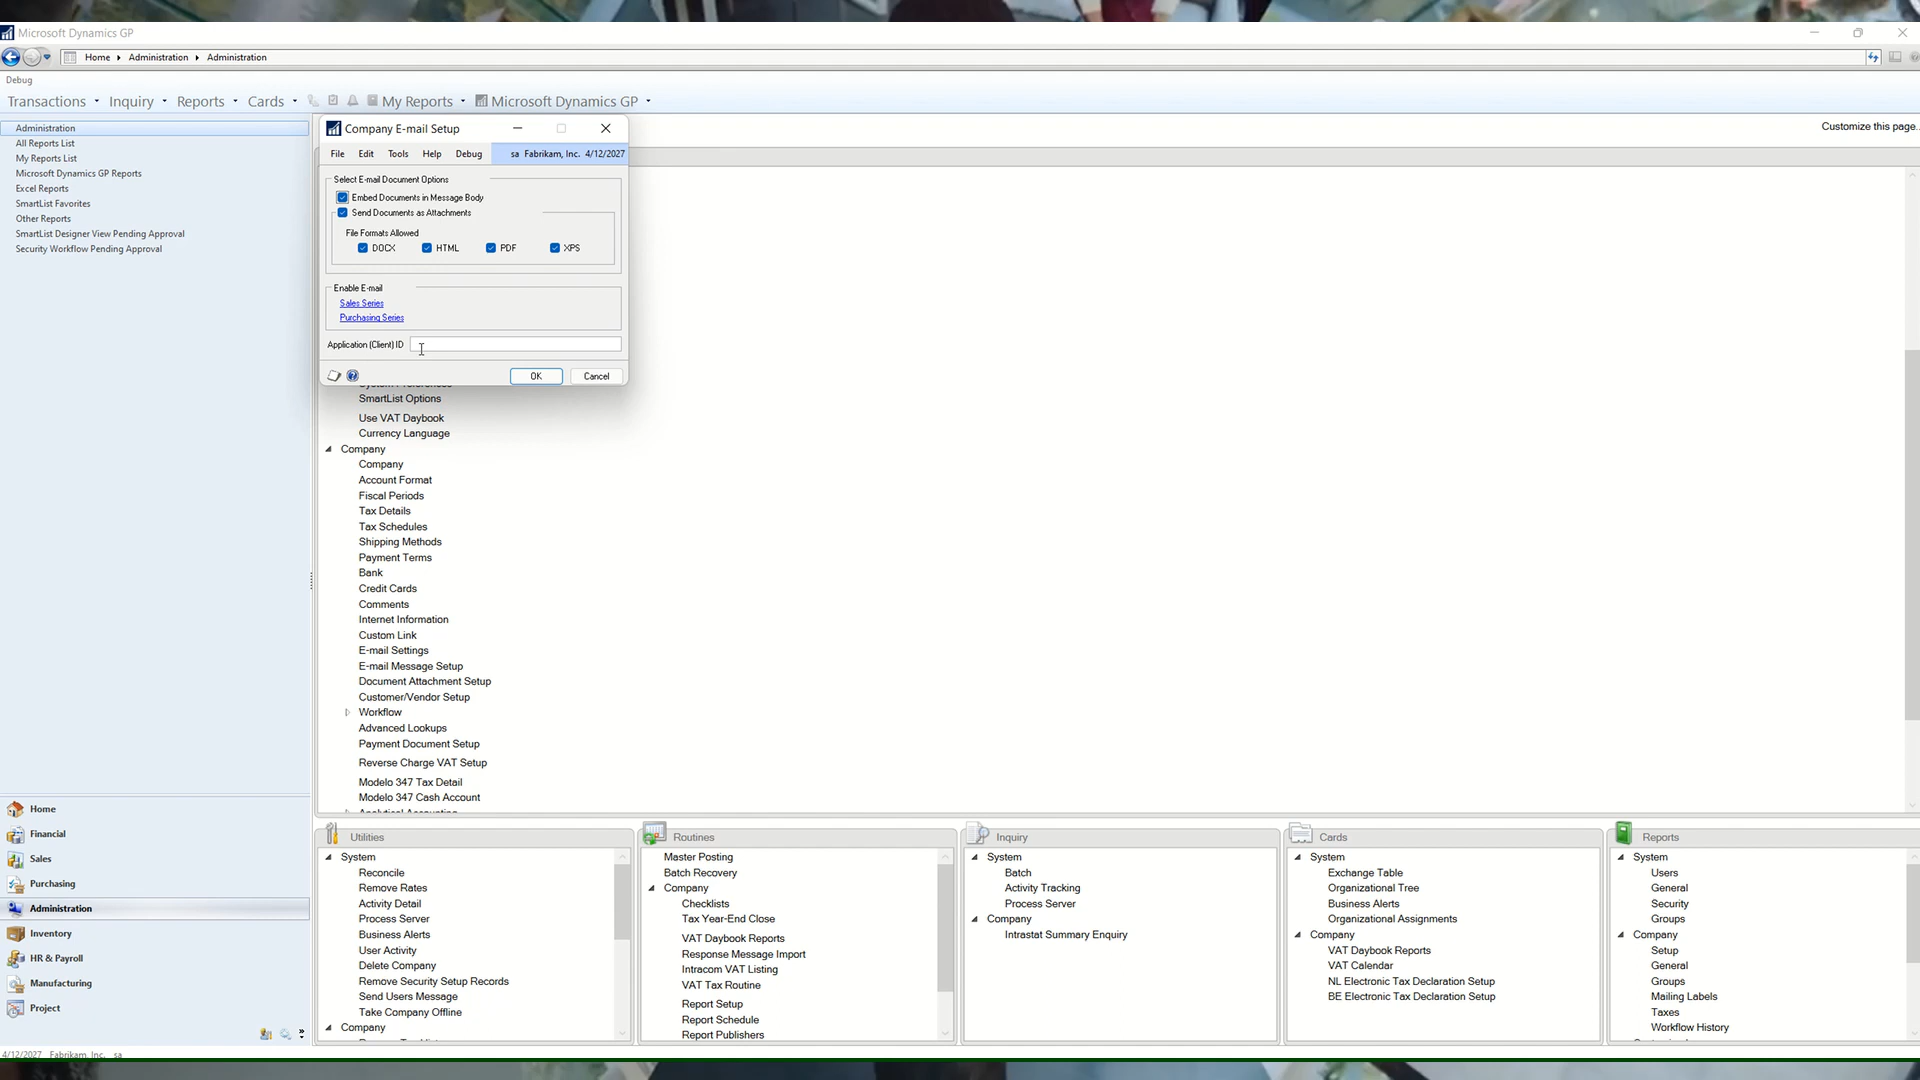 Microsoft Dynamics GP
Home Administration Administration
Debug
Transactions Inquiry Reports Cards My Reports Microsoft Dynamics GP
Administration
All Reports List
My Reports List
Microsoft Dynamics GP Reports
Excel Reports
SmartList Favorites
Other Reports
SmartList Designer View Pending Approval
Security Workflow Pending Approval
Customize this page.
Company E-mail Setup
File Edit Tools Help Debug sa Fabrikam, Inc. 4/12/2027
Select E-mail Document Options
Embed Documents in Message Body
Send Documents as Attachments
File Formats Allowed
DOCX HTML PDF XPS
Enable E-mail
Sales Series
Purchasing Series
Application (Client) ID
OK Cancel
System Preferences
SmartList Options
Use VAT Daybook
Currency Language
Company
Company
Account Format
Fiscal Periods
Tax Details
Tax Schedules
Shipping Methods
Payment Terms
Bank
Credit Cards
Comments
Internet Information
Custom Link
E-mail Settings
E-mail Message Setup
Document Attachment Setup
Customer/Vendor Setup
Workflow
Advanced Lookups
Payment Document Setup
Reverse Charge VAT Setup
Modelo 347 Tax Detail
Modelo 347 Cash Account
Analytical Accounting
Home
Financial
Sales
Purchasing
Administration
Inventory
HR & Payroll
Manufacturing
Project
Utilities
System
Reconcile
Remove Rates
Activity Detail
Process Server
Business Alerts
User Activity
Delete Company
Remove Security Setup Records
Send Users Message
Take Company Offline
Company
Routines
Master Posting
Batch Recovery
Company
Checklists
Tax Year-End Close
VAT Daybook Reports
Response Message Import
Intracom VAT Listing
VAT Tax Routine
Report Setup
Report Schedule
Report Publishers
Inquiry
System
Batch
Activity Tracking
Process Server
Company
Intrastat Summary Enquiry
Cards
System
Exchange Table
Organizational Tree
Business Alerts
Organizational Assignments
Company
VAT Daybook Reports
VAT Calendar
NL Electronic Tax Declaration Setup
BE Electronic Tax Declaration Setup
Reports
System
Users
General
Security
Groups
Company
Setup
General
Groups
Mailing Labels
Taxes
Workflow History
4/12/2027 Fabrikam, Inc. sa